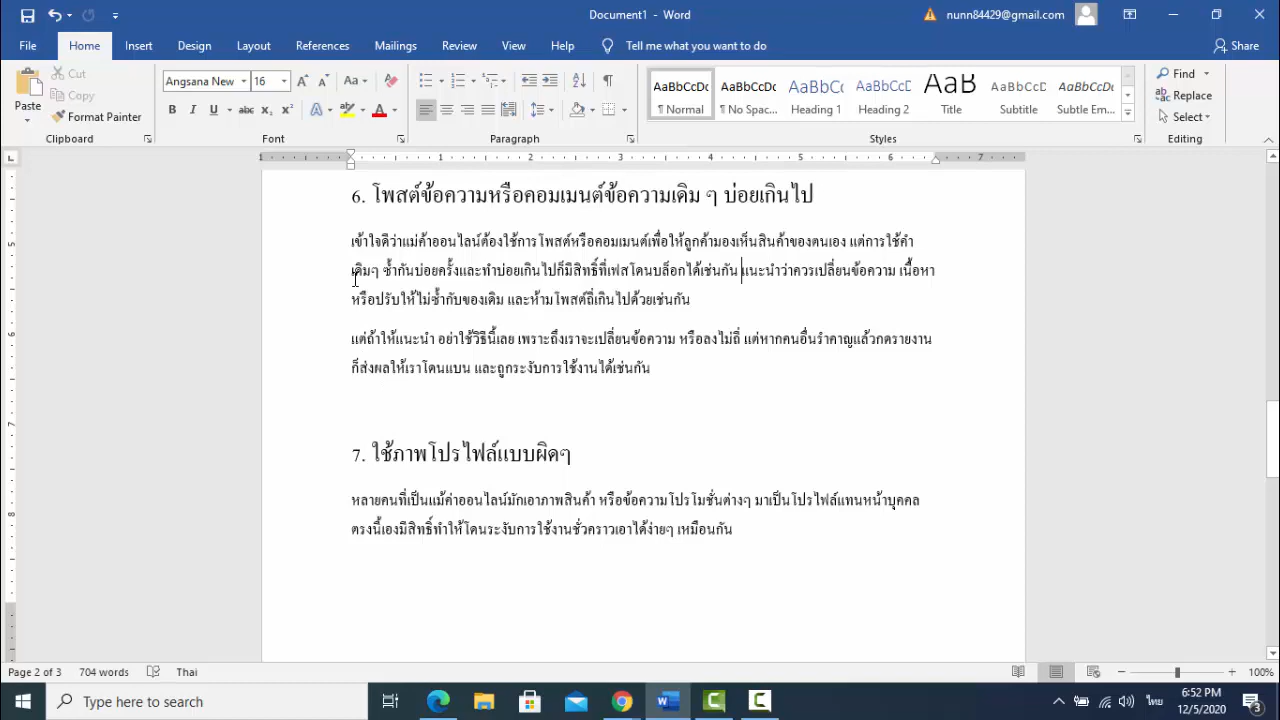 Document1 - Word
nunn84429@gmail.com
File Home Insert Design Layout References Mailings Review View Help Tell me what you want to do Share
Paste
Cut
Copy
Format Painter
Clipboard
Angsana New 16
Font
Paragraph
AaBbCcDc AaBbCcDc AaBbCc AaBbCcD AaB AaBbCcD AaBbCcD
¶ Normal ¶ No Spac... Heading 1 Heading 2 Title Subtitle Subtle Em...
Styles
Find
Replace
Select
Editing
6. โพสต์ข้อความหรือคอมเมนต์ข้อความเดิม ๆ บ่อยเกินไป
เข้าใจดีว่าแม่ค้าออนไลน์ต้องใช้การโพสต์หรือคอมเมนต์เพื่อให้ลูกค้ามองเห็นสินค้าของตนเอง แต่การใช้คำ
เดิมๆ ซ้ำกันบ่อยครั้งและทำบ่อยเกินไปก็มีสิทธิ์ที่เฟสโดนบล็อกได้เช่นกัน แนะนำว่าควรเปลี่ยนข้อความ เนื้อหา
หรือปรับให้ไม่ซ้ำกับของเดิม และห้ามโพสต์ถี่เกินไปด้วยเช่นกัน
แต่ถ้าให้แนะนำ อย่าใช้วิธีนี้เลย เพราะถึงเราจะเปลี่ยนข้อความ หรือลงไม่ถี่ แต่หากคนอื่นรำคาญแล้วกดรายงาน
ก็ส่งผลให้เราโดนแบน และถูกระงับการใช้งานได้เช่นกัน
7. ใช้ภาพโปรไฟล์แบบผิดๆ
หลายคนที่เป็นแม้ค่าออนไลน์มักเอาภาพสินค้า หรือข้อความโปรโมชั่นต่างๆ มาเป็นโปรไฟล์แทนหน้าบุคคล
ตรงนี้เองมีสิทธิ์ทำให้โดนระงับการใช้งานชั่วคราวเอาได้ง่ายๆ เหมือนกัน
Page 2 of 3 704 words Thai 100%
Type here to search
ไทย
6:52 PM
12/5/2020
3